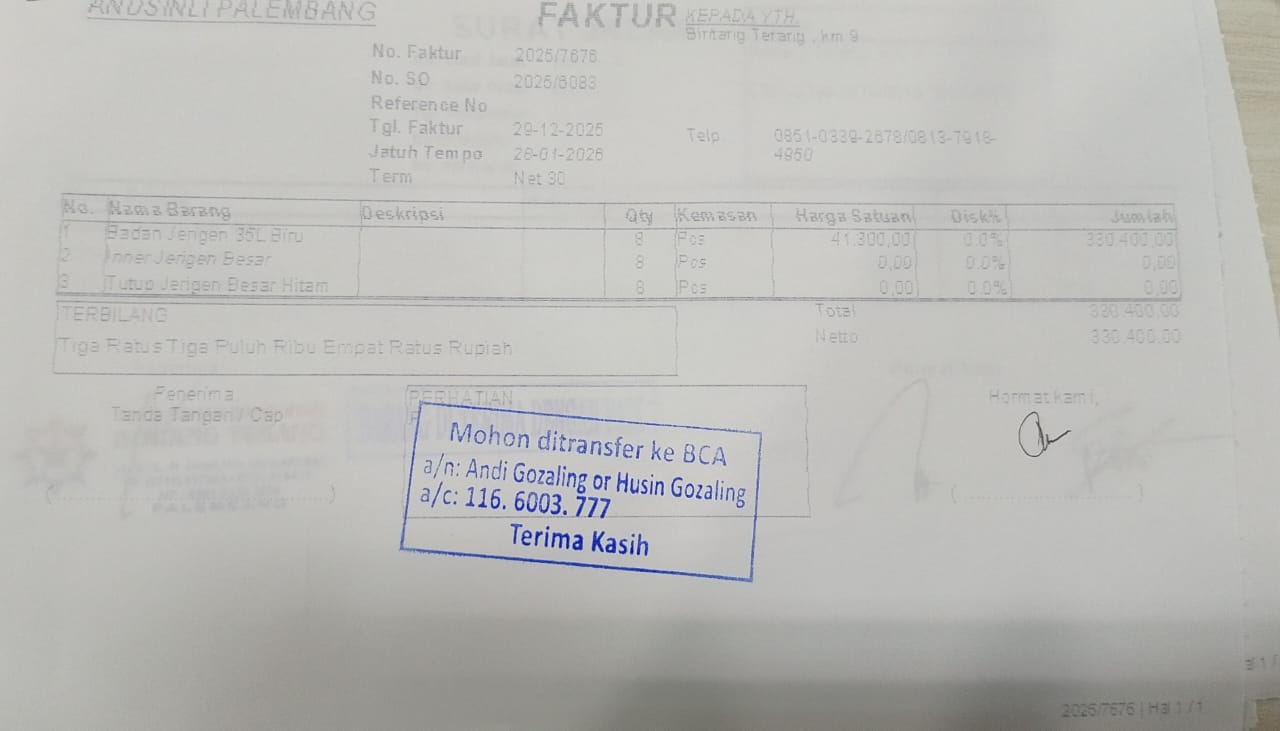 ANDSINLI PALEMBANG
FAKTUR
KEPADA YTH.
Bintang Terang, km 9
No. Faktur 2025/7676
No. SO 2025/6083
Reference No
Tgl. Faktur 29-12-2025
Jatuh Tempo 28-01-2026
Term Net 30
Telp 0851-0339-2678/0813-7918-
4950
No. Nama Barang Deskripsi Qty Kemasan Harga Satuan Disk% Jumlah
1 Badan Jerigen 35L Biru 8 Pcs 41.300,00 0.0% 330.400,00
2 Inner Jerigen Besar 8 Pcs 0,00 0.0% 0,00
3 Tutup Jerigen Besar Hitam 8 Pcs 0,00 0.0% 0,00
Total 330.400,00
Netto 330.400,00
TERBILANG
Tiga Ratus Tiga Puluh Ribu Empat Ratus Rupiah
Penerima,
Tanda Tangan / Cap
PERHATIAN
Mohon ditransfer ke BCA
a/n: Andi Gozaling or Husin Gozaling
a/c: 116. 6003. 777
Terima Kasih
Hormat kami,
2025/7676 | Hal 1 / 1